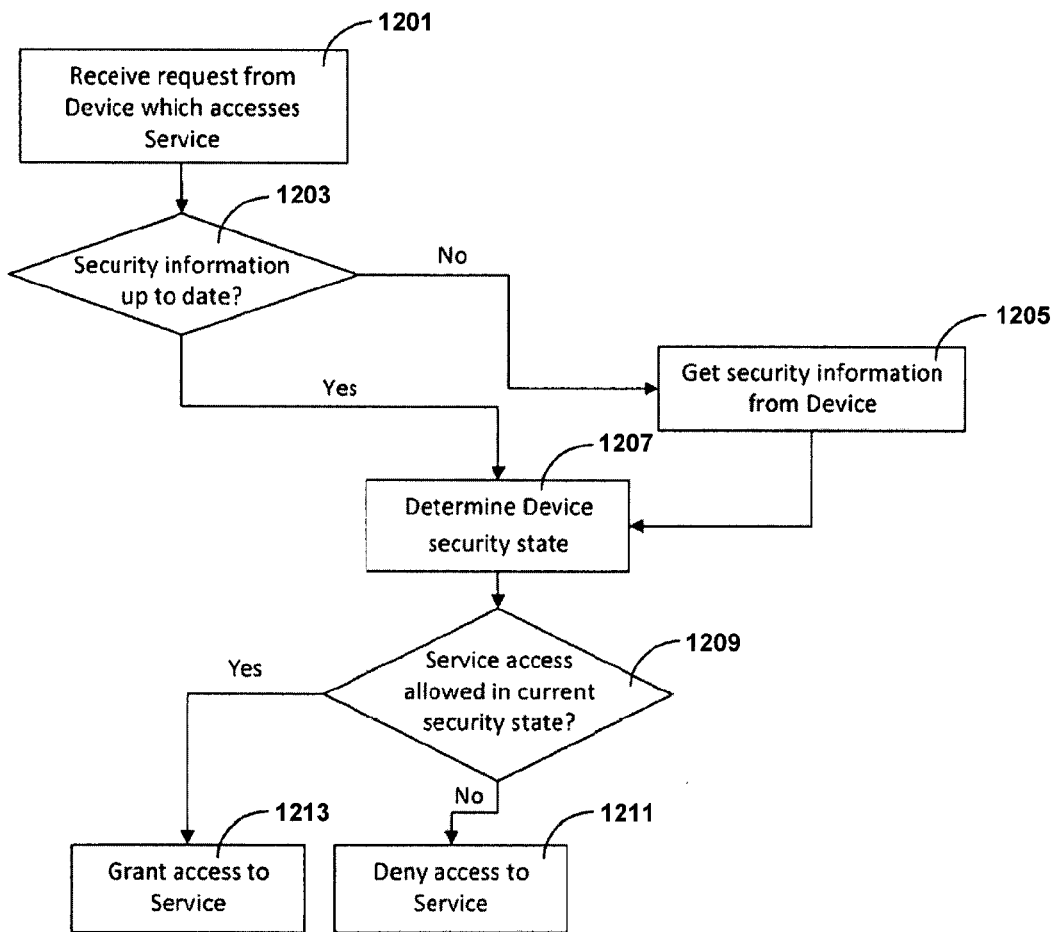 1201
Receive request from
Device which accesses
Service
1203
Security information
up to date?
No
1205
Get security information
from Device
Yes
1207
Determine Device
security state
1209
Service access
allowed in current
security state?
Yes
No
1213
Grant access to
Service
1211
Deny access to
Service